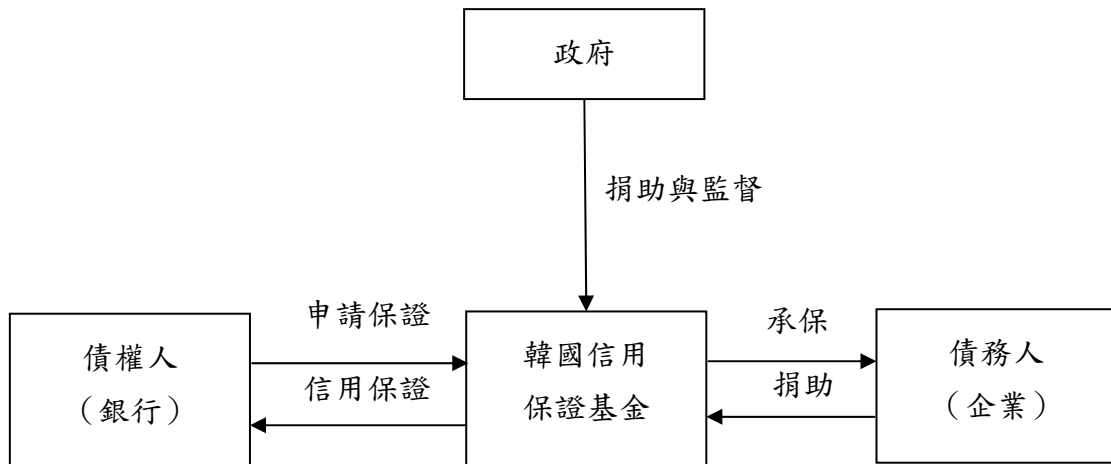 政府
捐助與監督
申請保證
承保
債權人
（銀行）
信用保證
韓國信用
保證基金
捐助
債務人
（企業）